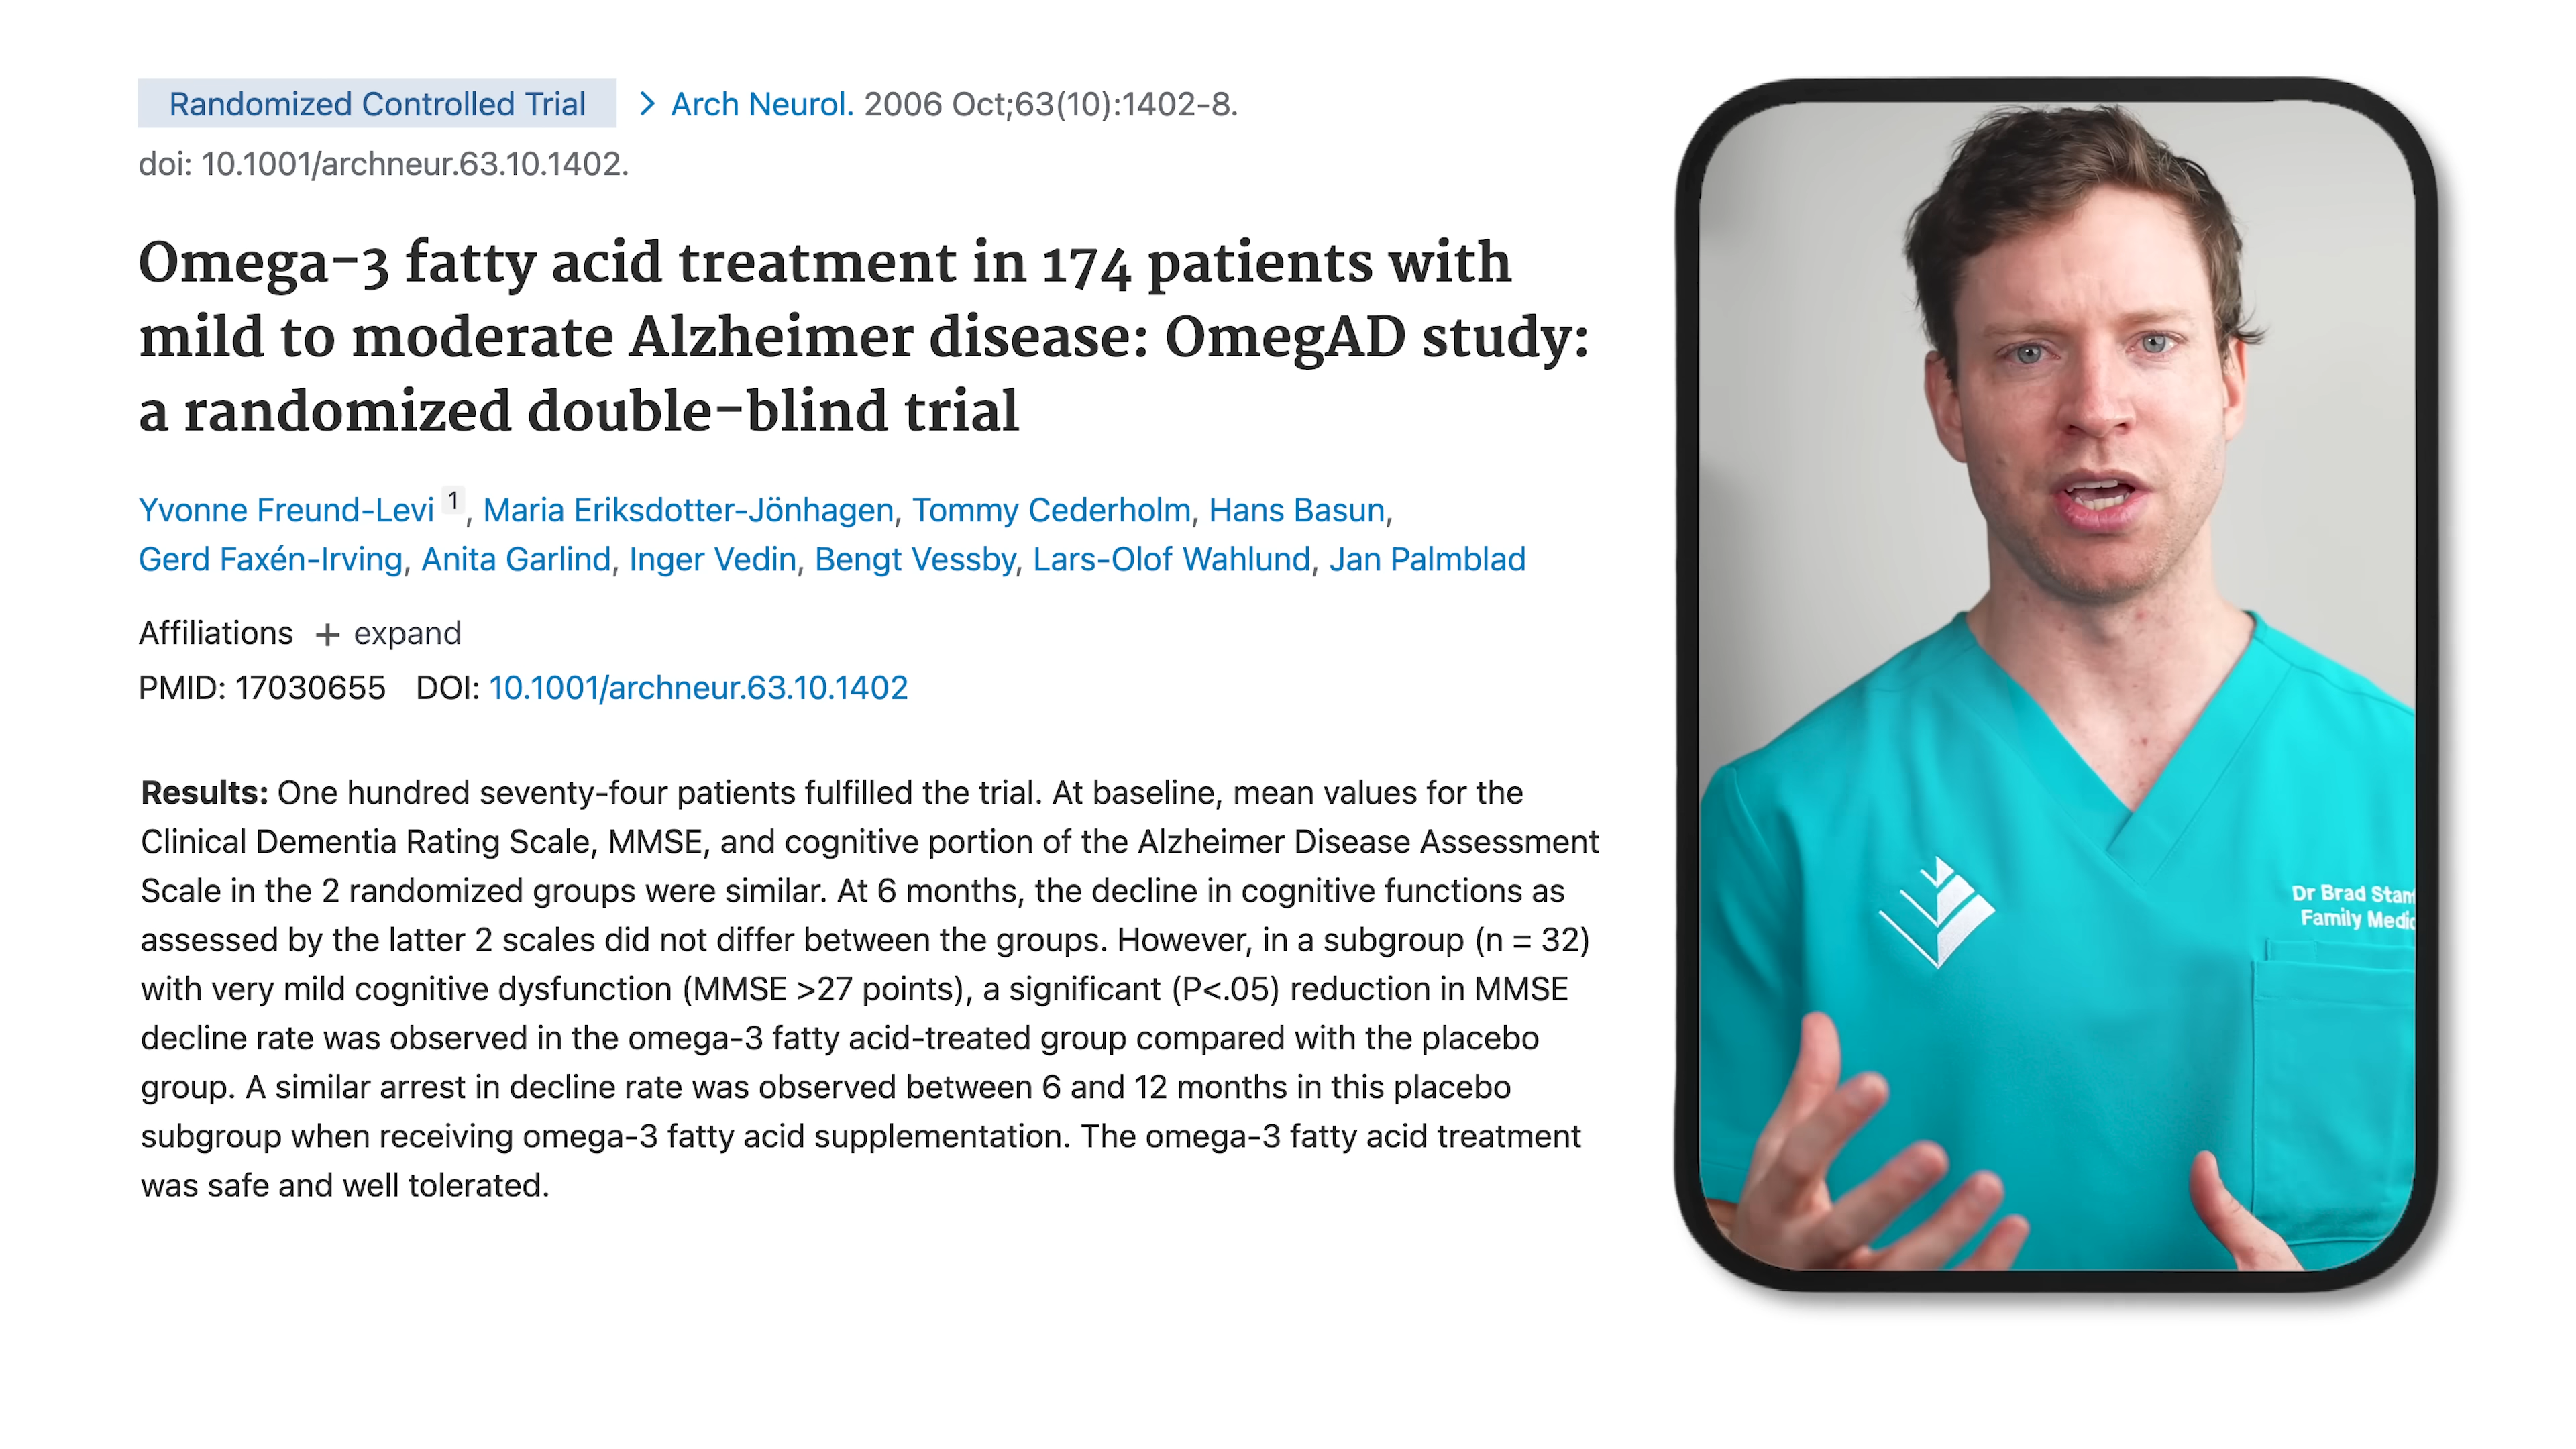 Randomized Controlled Trial > Arch Neurol. 2006 Oct;63(10):1402-8.
doi: 10.1001/archneur.63.10.1402.
Omega-3 fatty acid treatment in 174 patients with
mild to moderate Alzheimer disease: OmegAD study:
a randomized double-blind trial
Yvonne Freund-Levi 1, Maria Eriksdotter-Jönhagen, Tommy Cederholm, Hans Basun,
Gerd Faxén-Irving, Anita Garlind, Inger Vedin, Bengt Vessby, Lars-Olof Wahlund, Jan Palmblad
Affiliations + expand
PMID: 17030655 DOI: 10.1001/archneur.63.10.1402
Results: One hundred seventy-four patients fulfilled the trial. At baseline, mean values for the
Clinical Dementia Rating Scale, MMSE, and cognitive portion of the Alzheimer Disease Assessment
Scale in the 2 randomized groups were similar. At 6 months, the decline in cognitive functions as
assessed by the latter 2 scales did not differ between the groups. However, in a subgroup (n = 32)
with very mild cognitive dysfunction (MMSE >27 points), a significant (P<.05) reduction in MMSE
decline rate was observed in the omega-3 fatty acid-treated group compared with the placebo
group. A similar arrest in decline rate was observed between 6 and 12 months in this placebo
subgroup when receiving omega-3 fatty acid supplementation. The omega-3 fatty acid treatment
was safe and well tolerated.
Dr Brad Stan
Family Medic